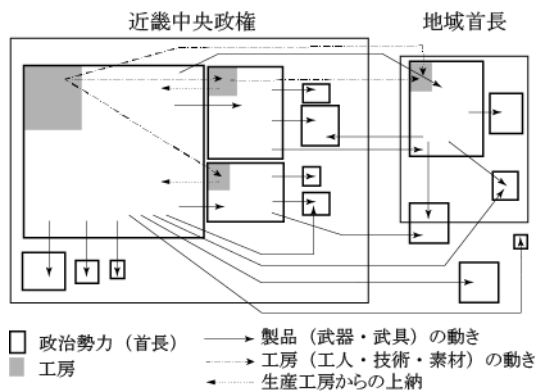 近畿中央政権
地域首長
政治勢力（首長）
工房
製品（武器・武具）の動き
工房（工人・技術・素材）の動き
生産工房からの上納